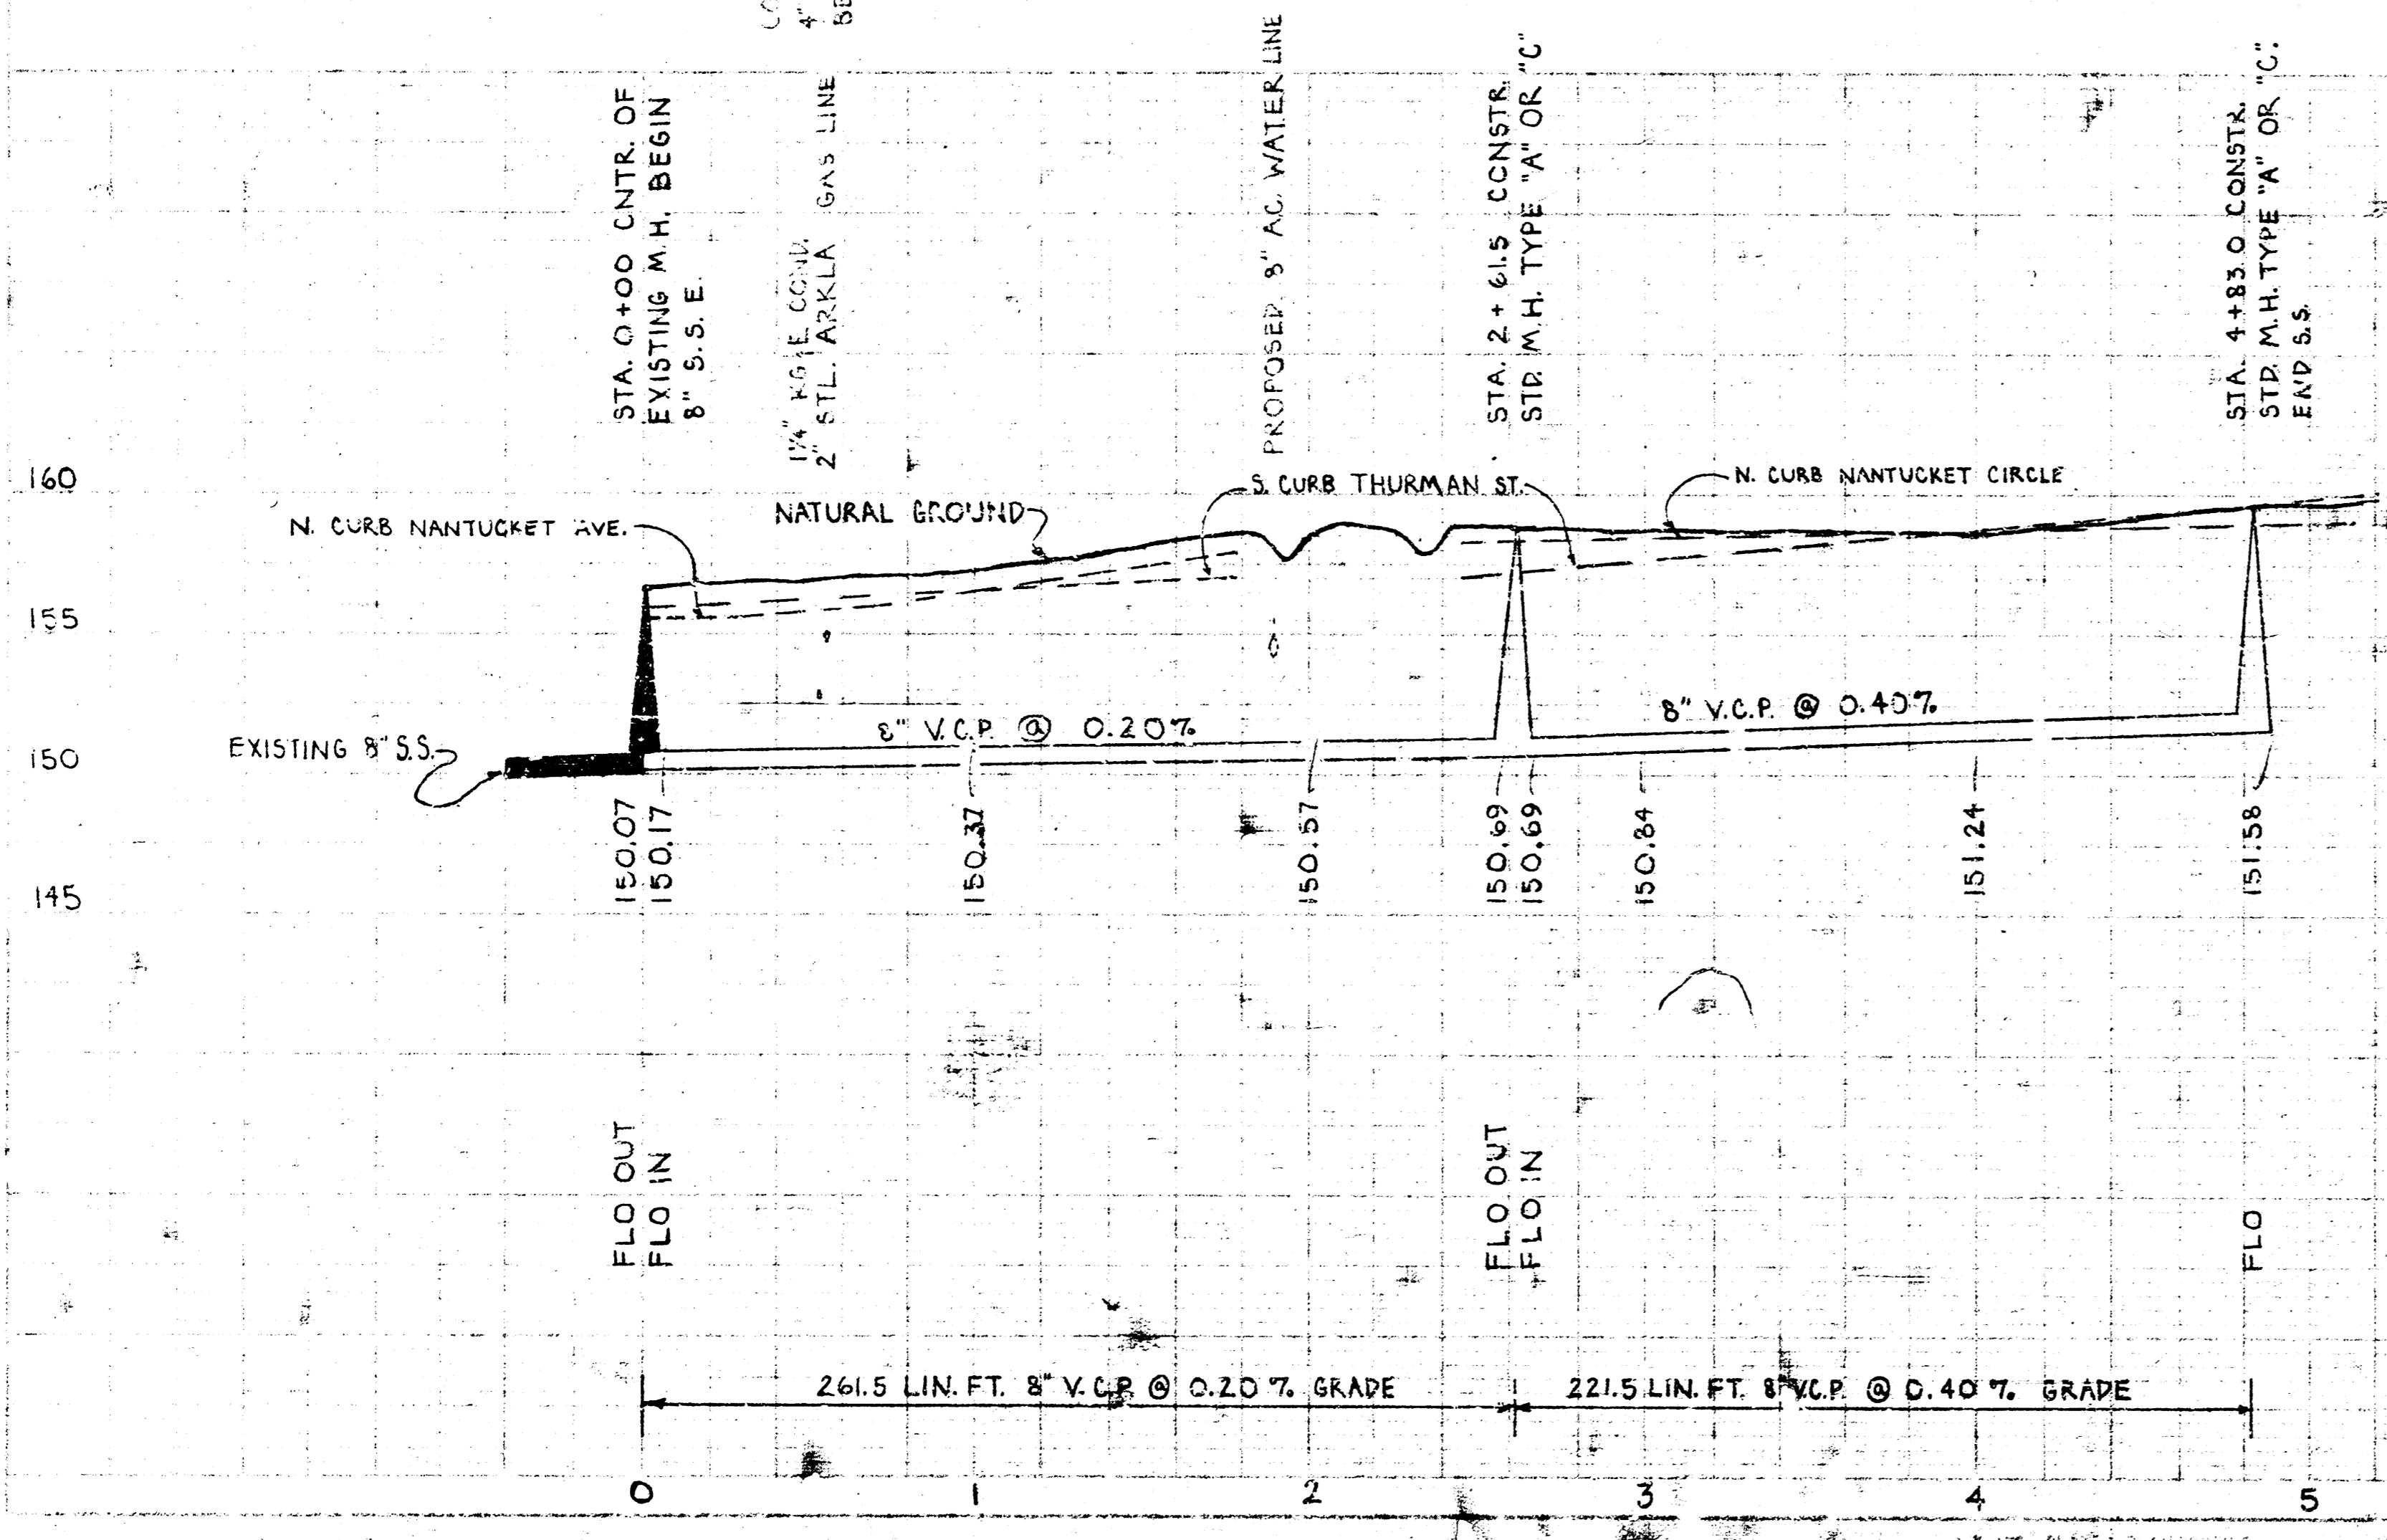 STA. 0+00 CNTR. OF
EXISTING M.H. BEGIN
8" S.S. E.
2" STL. ARKLA GAS LINE
PROPOSED 8" A.C. WATER LINE
STA. 2+61.5 CONSTR.
STD. M.H. TYPE "A" OR "C"
STA. 4+83.0 CONSTR.
STD. M.H. TYPE "A" OR "C".
END S.S.
160
155
150
145
N. CURB NANTUCKET AVE.
NATURAL GROUND
S. CURB THURMAN ST.
N. CURB NANTUCKET CIRCLE
EXISTING 8" S.S.
8" V.C.P. @ 0.20%
8" V.C.P. @ 0.40%
150.07
150.17
150.37
150.57
150.69
150.69
150.84
151.24
151.58
FLO OUT
FLO IN
FLO OUT
FLO IN
FLO
261.5 LIN. FT. 8" V.C.P. @ 0.20% GRADE
221.5 LIN. FT. 8" V.C.P. @ 0.40% GRADE
0 1 2 3 4 5